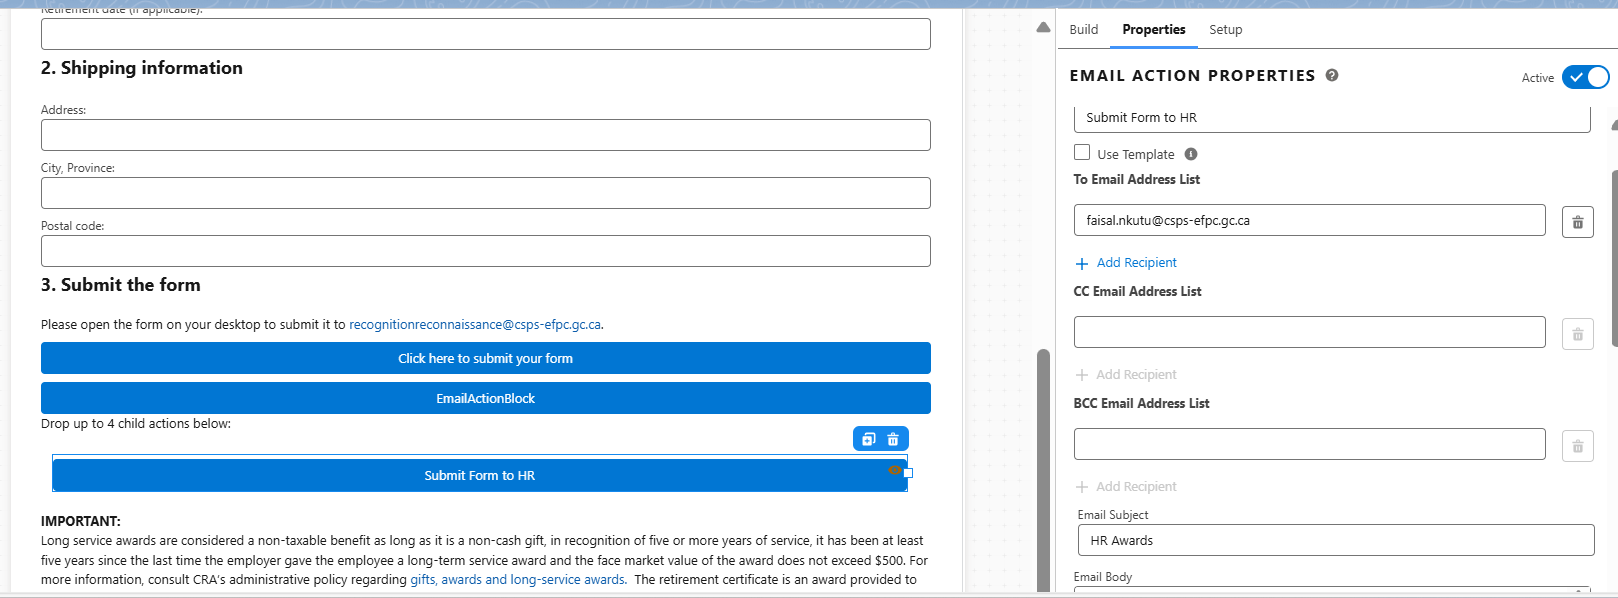 Retirement date (if applicable):
2. Shipping information
Address:
City, Province:
Postal code:
3. Submit the form
Please open the form on your desktop to submit it to recognitionreconnaissance@csps-efpc.gc.ca.
Click here to submit your form
EmailActionBlock
Drop up to 4 child actions below:
Submit Form to HR
IMPORTANT:
Long service awards are considered a non-taxable benefit as long as it is a non-cash gift, in recognition of five or more years of service, it has been at least
five years since the last time the employer gave the employee a long-term service award and the face market value of the award does not exceed $500. For
more information, consult CRA's administrative policy regarding gifts, awards and long-service awards. The retirement certificate is an award provided to
Build Properties Setup
EMAIL ACTION PROPERTIES
Active
Submit Form to HR
Use Template
To Email Address List
faisal.nkutu@csps-efpc.gc.ca
Add Recipient
CC Email Address List
Add Recipient
BCC Email Address List
Add Recipient
Email Subject
HR Awards
Email Body